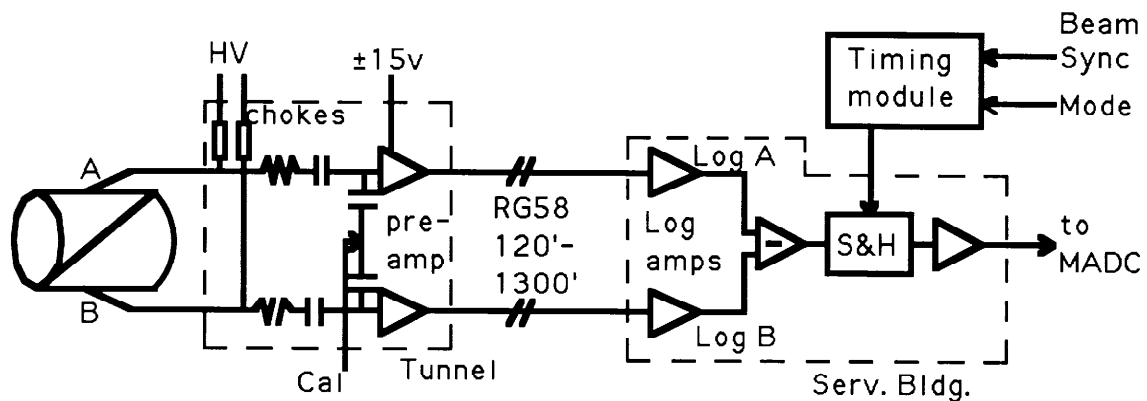 HV
±15v
chokes
A
B
pre-
amp
Cal
Tunnel
RG58
120'-
1300'
Log A
Log
amps
Log B
-
S&H
Timing
module
Beam
Sync
Mode
to
MADC
Serv. Bldg.